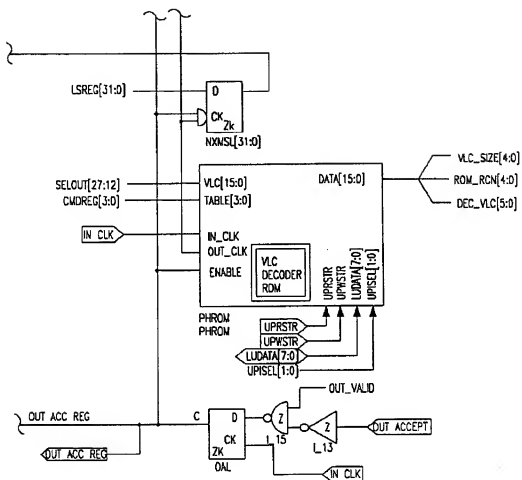 LSREG[31:0]
D
CK
Zk
NXMSL[31:0]
SELOUT[27:12]
CMDREG[3:0]
VLC[15:0]
TABLE[3:0]
DATA[15:0]
VLC_SIZE[4:0]
ROM_RCN[4:0]
DEC_VLC[5:0]
IN CLK
IN_CLK
OUT_CLK
ENABLE
VLC
DECODER
ROM
UPRSTR
UPWSTR
LUDATA[7:0]
UPISEL[1:0]
PHROM
PHROM
UPRSTR
UPWSTR
LUDATA[7:0]
UPISEL[1:0]
OUT_VALID
OUT ACC REG
C
D
CK
ZK
OAL
Z
I_15
Z
I_13
OUT ACCEPT
OUT ACC REG
IN CLK